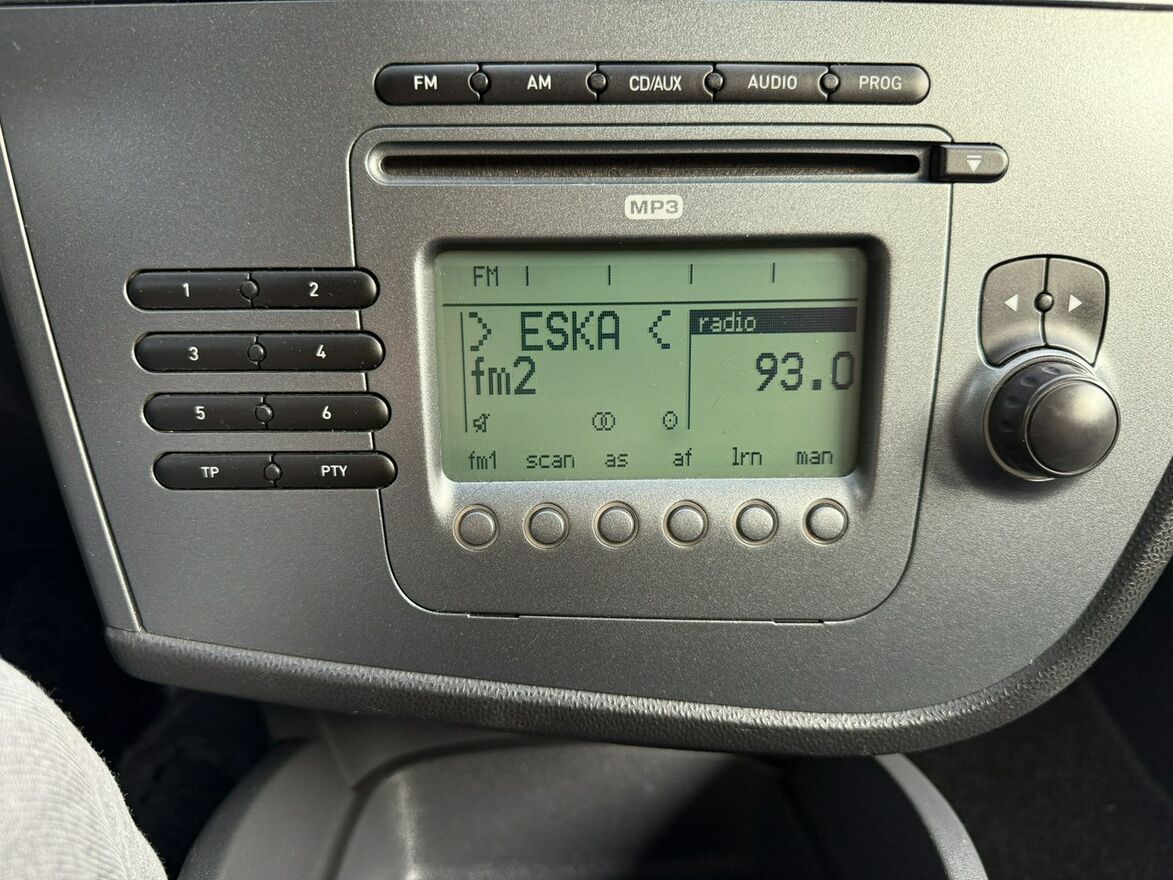 FM AM CD/AUX AUDIO PROG
MP3
1 2
3 4
5 6
TP PTY
FM
> ESKA < radio
fm2 93.0
fm1 scan as af lrn man